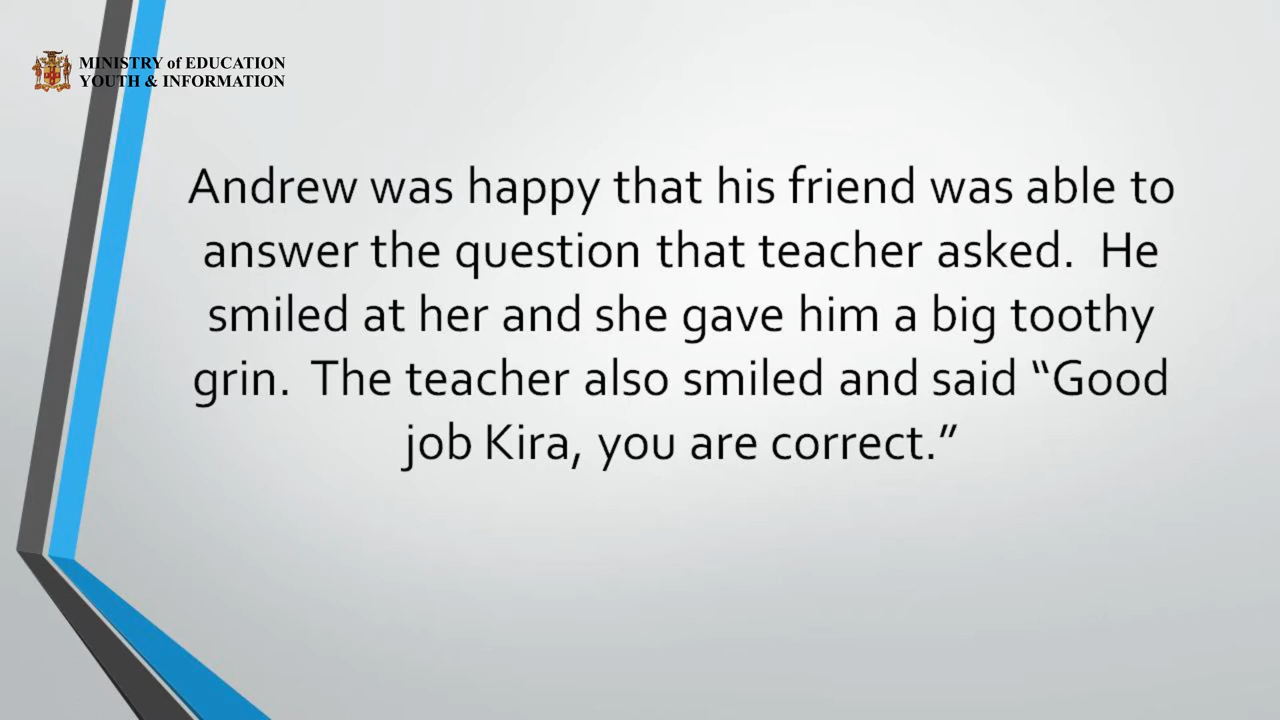 MINISTRY of EDUCATION
YOUTH & INFORMATION
Andrew was happy that his friend was able to
answer the question that teacher asked.  He
smiled at her and she gave him a big toothy
grin.  The teacher also smiled and said “Good
job Kira, you are correct.”